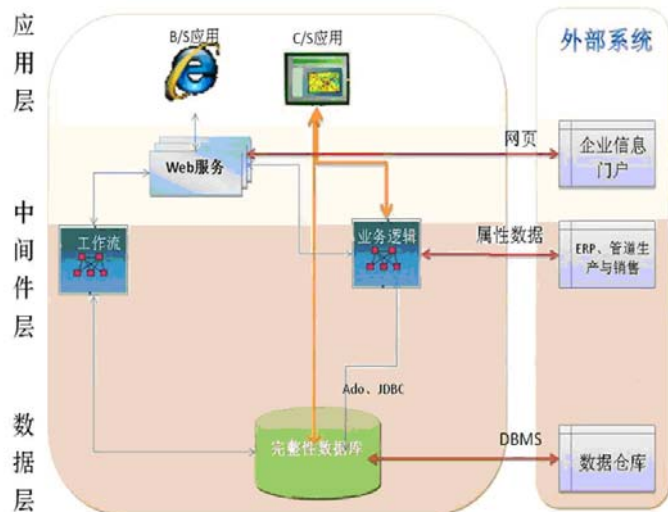 应用层
B/S应用
C/S应用
外部系统
网页
企业信息
门户
Web服务
中间件层
工作流
业务逻辑
属性数据
ERP、管道生
产与销售
Ado、JDBC
数据层
完整性数据库
DBMS
数据仓库